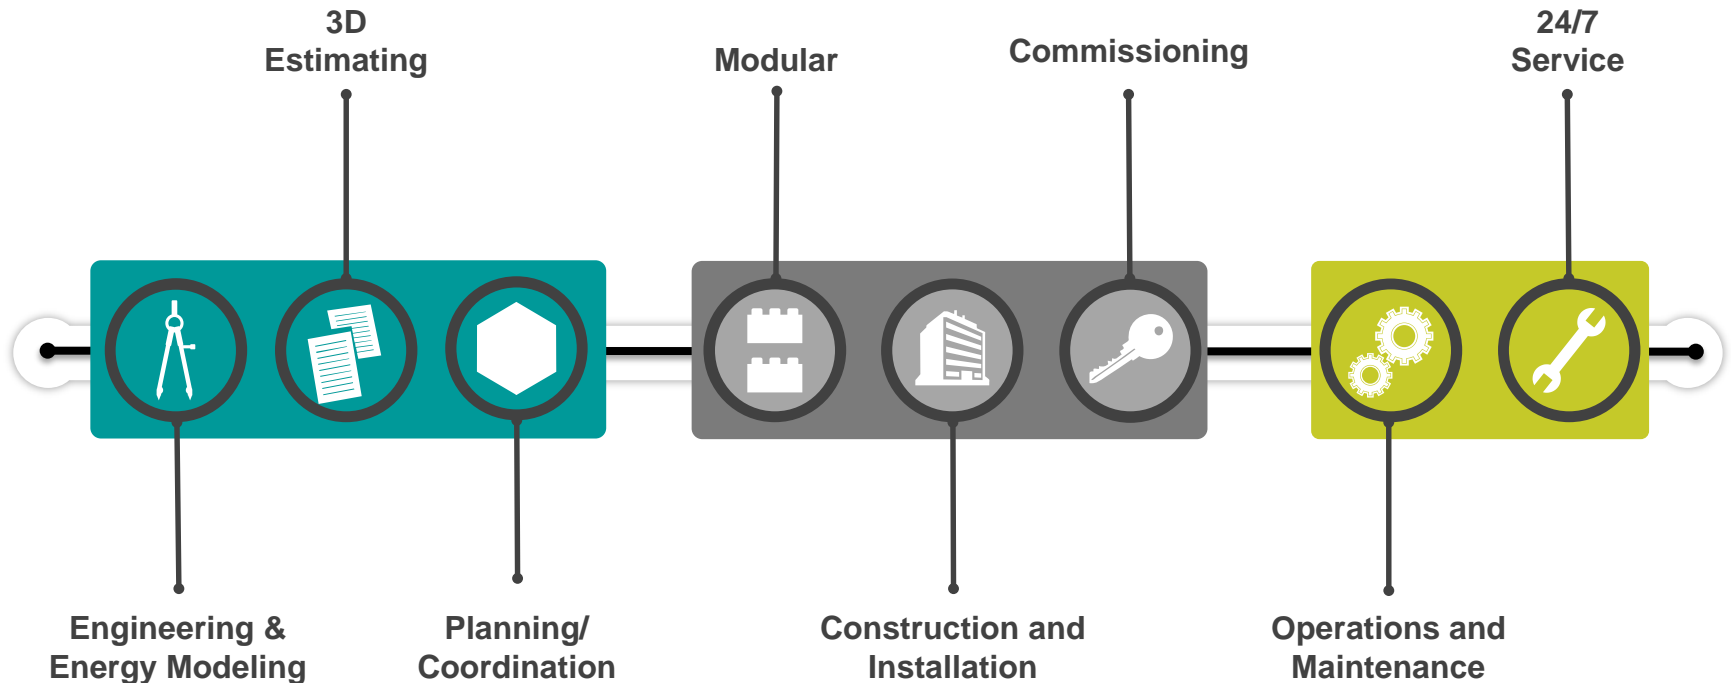 3D
Estimating
Modular
Commissioning
24/7
Service
Engineering &
Energy Modeling
Planning/
Coordination
Construction and
Installation
Operations and
Maintenance